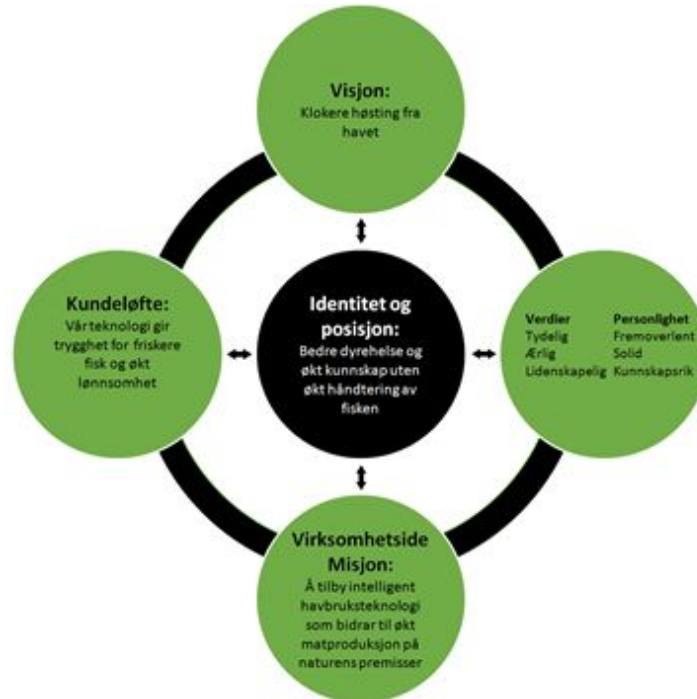 Visjon:
Klokere høsting fra
havet
Kundeløfte:
Vår teknologi gir
trygghet for friskere
fisk og økt
lønnsomhet
Identitet og
posisjon:
Bedre dyrehelse og
økt kunnskap uten
økt håndtering av
fisken
Verdier Personlighet
Tydelig Fremoverlent
Ærlig Solid
Lidenskapelig Kunnskapsrik
Virksomhetside
Misjon:
Å tilby intelligent
havbruksteknologi
som bidrar til økt
matproduksjon på
naturens premisser